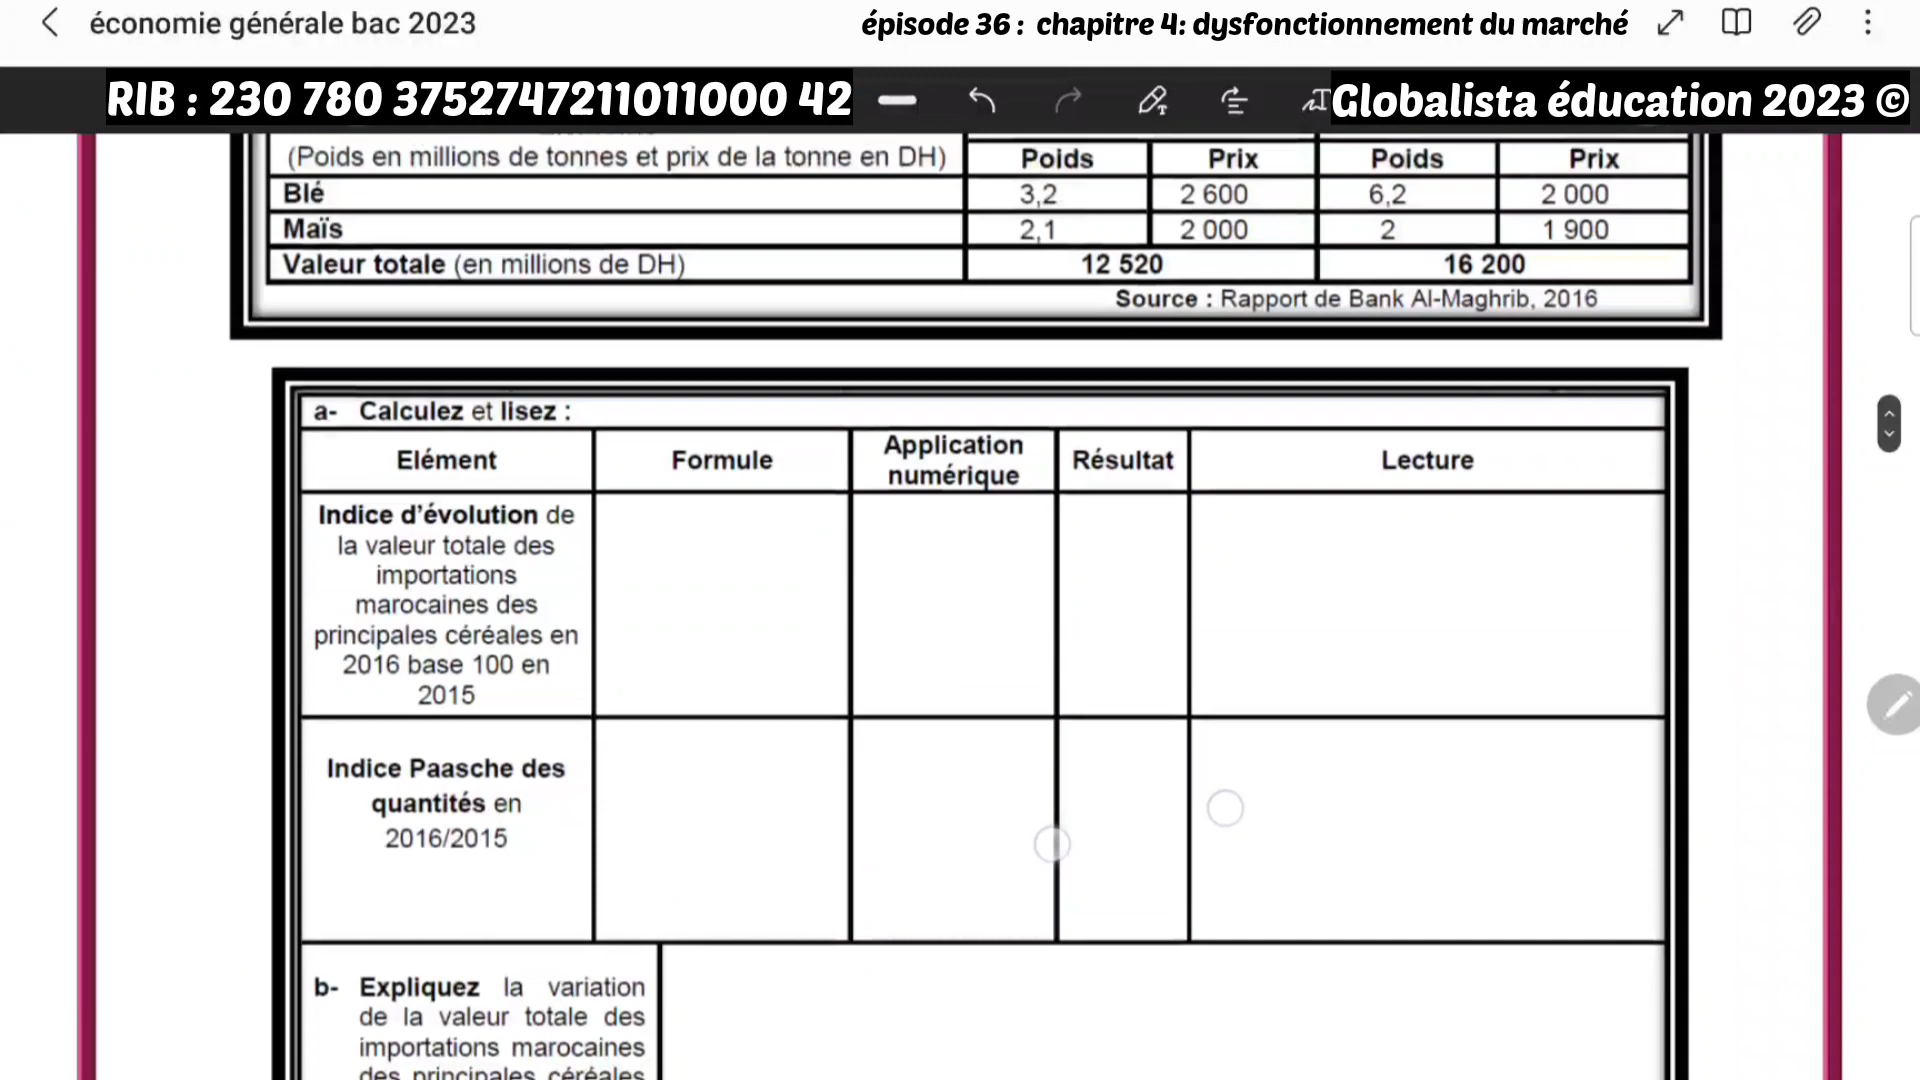 économie générale bac 2023
épisode 36 : chapitre 4: dysfonctionnement du marché
RIB : 230 780 3752747211011000 42
Globalista éducation 2023 ©
(Poids en millions de tonnes et prix de la tonne en DH)
Poids Prix Poids Prix
Blé 3,2 2 600 6,2 2 000
Maïs 2,1 2 000 2 1 900
Valeur totale (en millions de DH) 12 520 16 200
Source : Rapport de Bank Al-Maghrib, 2016
a- Calculez et lisez :
Elément Formule Application numérique Résultat Lecture
Indice d’évolution de
la valeur totale des
importations
marocaines des
principales céréales en
2016 base 100 en
2015
Indice Paasche des
quantités en
2016/2015
b- Expliquez la variation
de la valeur totale des
importations marocaines
des principales céréales